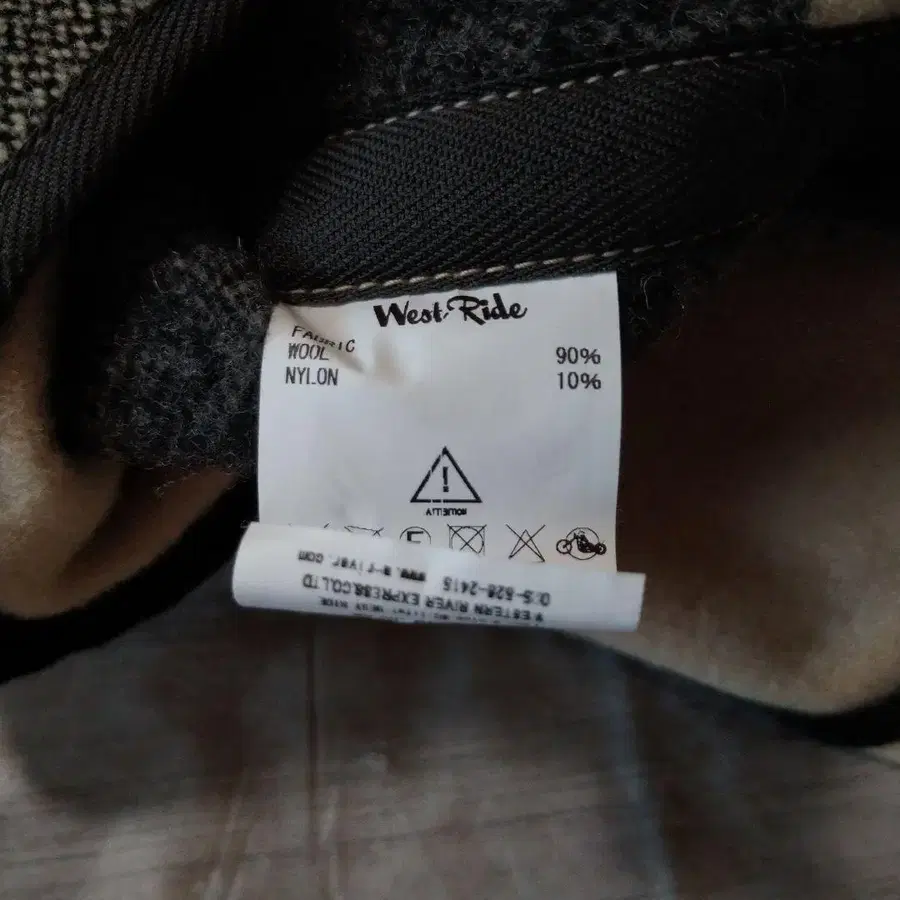 West Ride
FABRIC
WOOL 90%
NYLON 10%
!
ATTENTION
F
WESTERN RIVER EXPRESS.CO.LTD